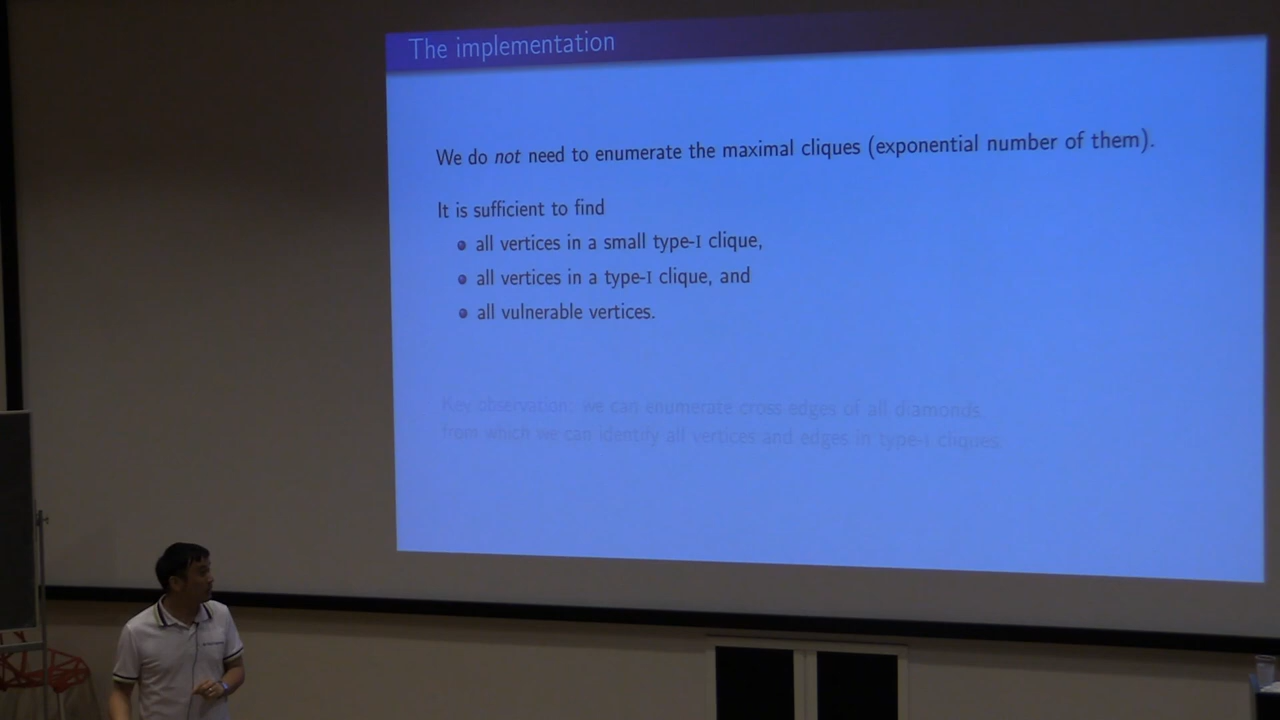 The implementation
We do not need to enumerate the maximal cliques (exponential number of them).
It is sufficient to find
all vertices in a small type-I clique,
all vertices in a type-I clique, and
all vulnerable vertices.
Key observation: we can enumerate cross edges of all diamonds,
from which we can identify all vertices and edges in type-I cliques.